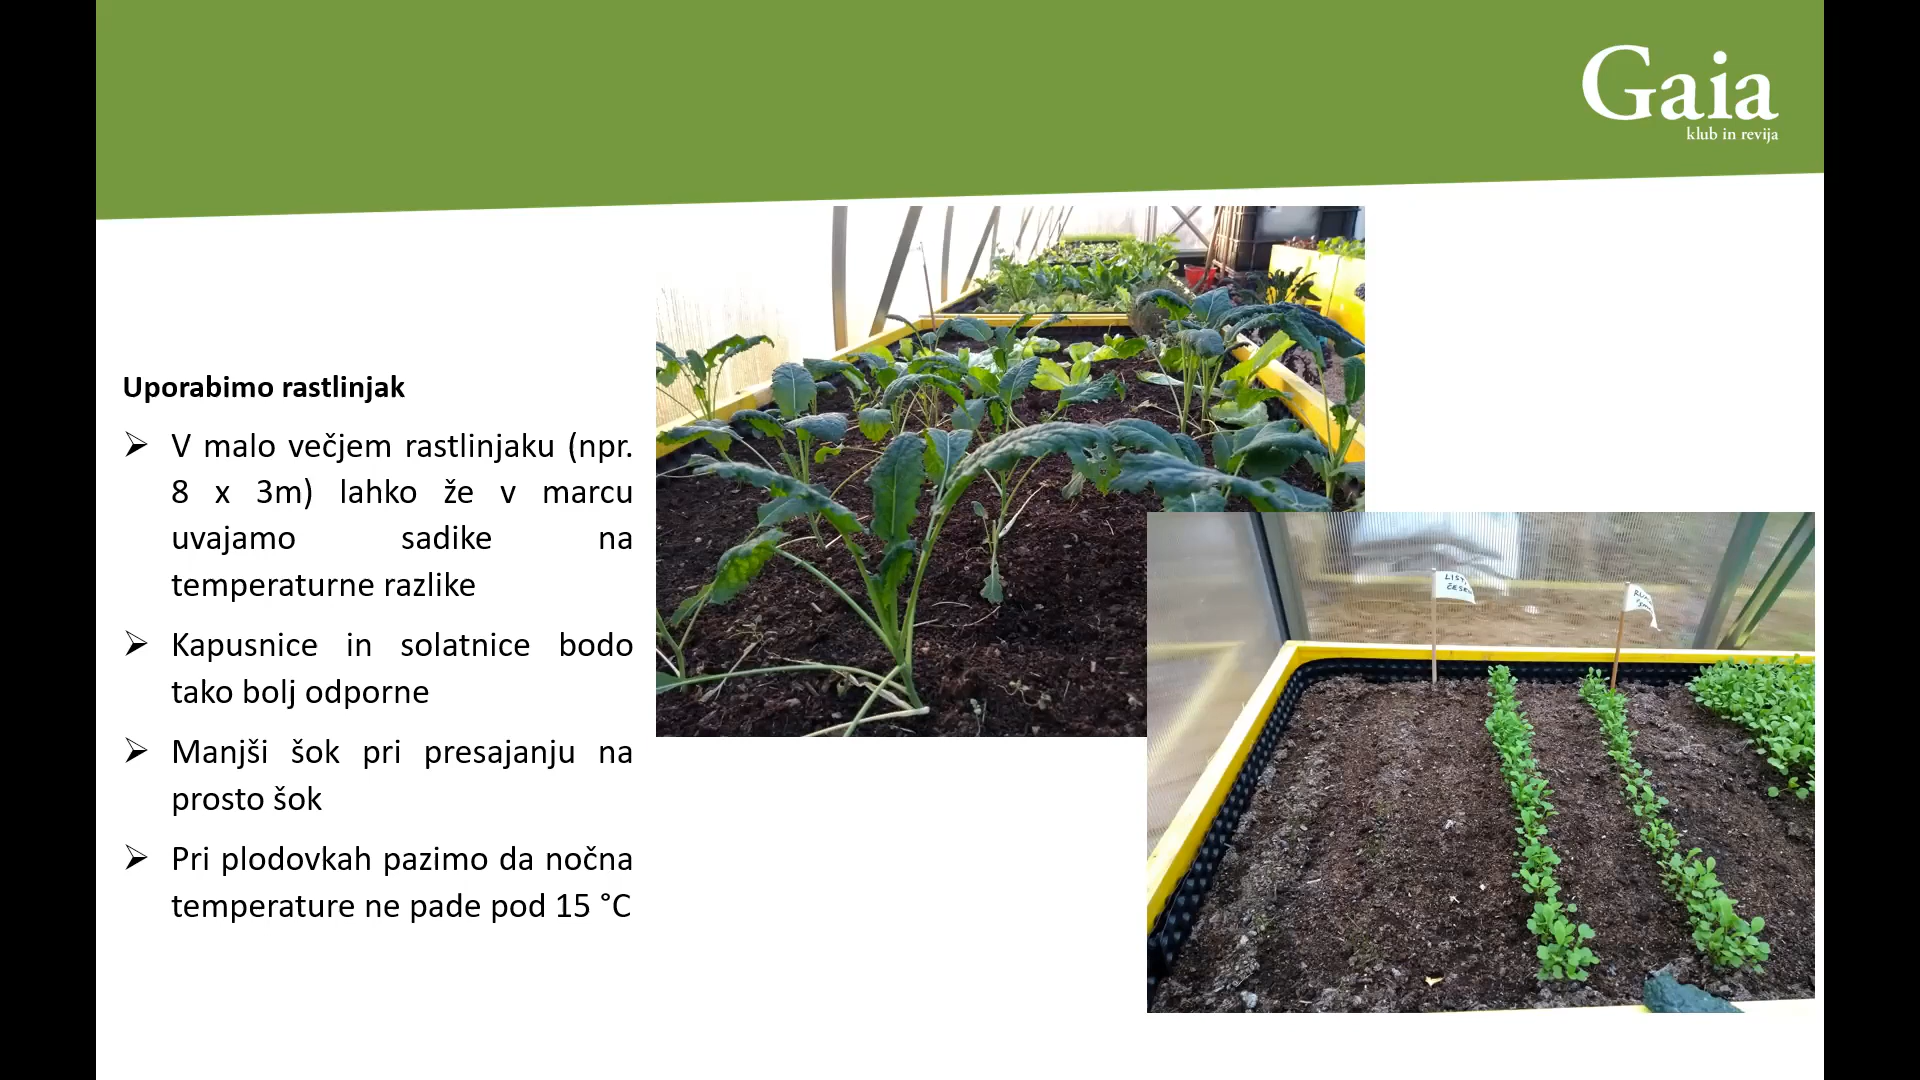 Gaia
klub in revija
Uporabimo rastlinjak
V malo večjem rastlinjaku (npr.
8 x 3m) lahko že v marcu
uvajamo sadike na
temperaturne razlike
Kapusnice in solatnice bodo
tako bolj odporne
Manjši šok pri presajanju na
prosto šok
Pri plodovkah pazimo da nočna
temperature ne pade pod 15 °C